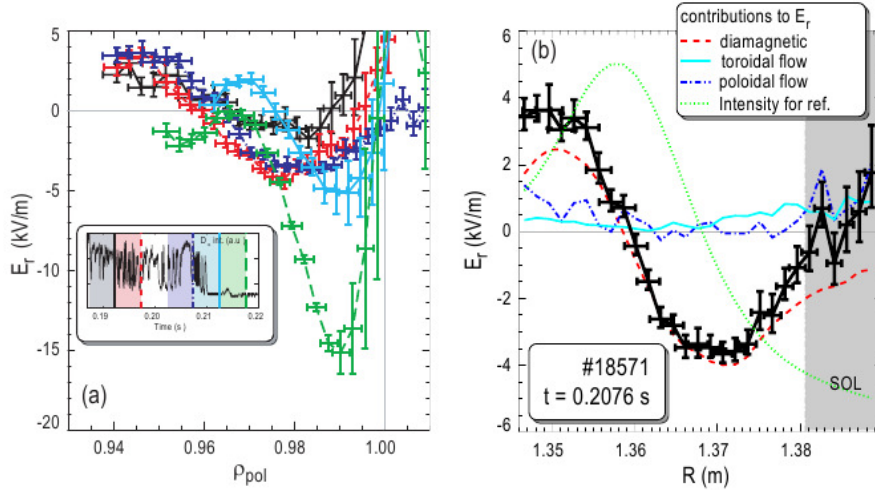 5
0
-5
-10
-15
-20
E_r (kV/m)
0.94
0.96
0.98
1.00
ρ_pol
(a)
D_α int. (a.u.)
0.19
0.20
0.21
0.22
Time (s)
(b)
contributions to E_r
diamagnetic
toroidal flow
poloidal flow
Intensity for ref.
6
4
2
0
-2
-4
-6
E_r (kV/m)
#18571
t = 0.2076 s
SOL
1.35
1.36
1.37
1.38
R (m)